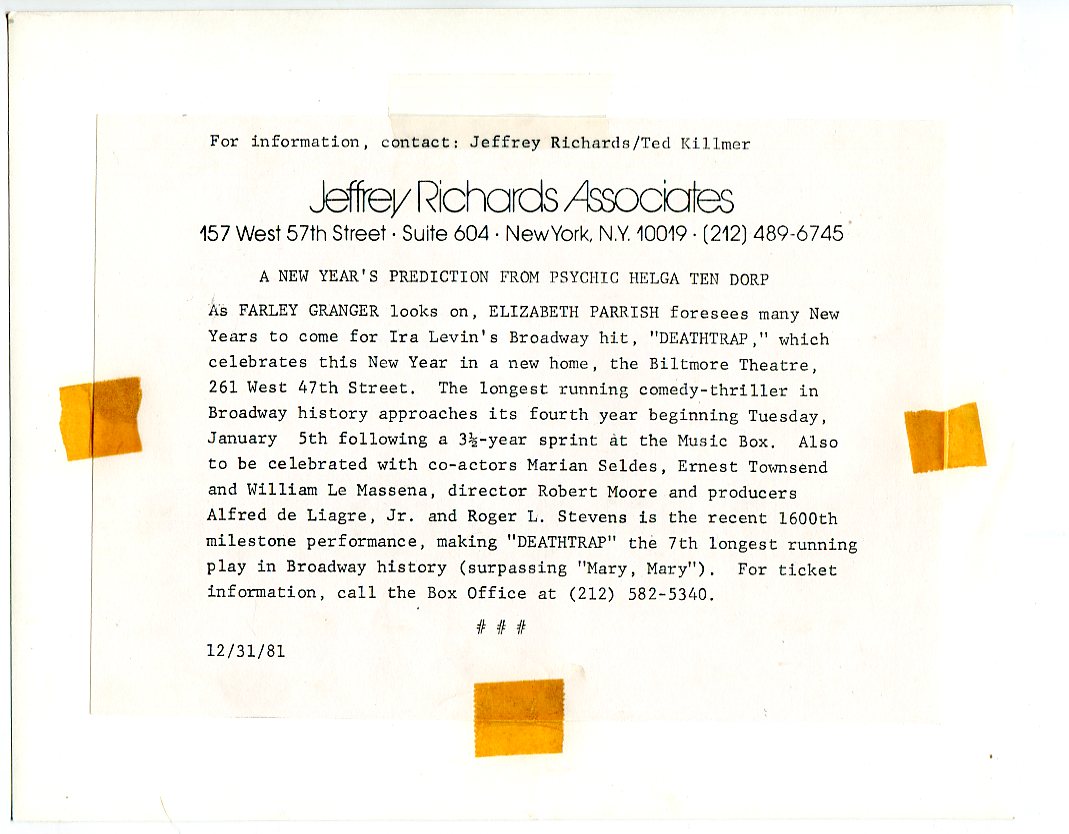 For information, contact: Jeffrey Richards/Ted Killmer
Jeffrey Richards Associates
157 West 57th Street · Suite 604 · New York, N.Y. 10019 · (212) 489-6745
A NEW YEAR'S PREDICTION FROM PSYCHIC HELGA TEN DORP
As FARLEY GRANGER looks on, ELIZABETH PARRISH foresees many New
Years to come for Ira Levin's Broadway hit, "DEATHTRAP," which
celebrates this New Year in a new home, the Biltmore Theatre,
261 West 47th Street. The longest running comedy-thriller in
Broadway history approaches its fourth year beginning Tuesday,
January 5th following a 3½-year sprint at the Music Box. Also
to be celebrated with co-actors Marian Seldes, Ernest Townsend
and William Le Massena, director Robert Moore and producers
Alfred de Liagre, Jr. and Roger L. Stevens is the recent 1600th
milestone performance, making "DEATHTRAP" the 7th longest running
play in Broadway history (surpassing "Mary, Mary"). For ticket
information, call the Box Office at (212) 582-5340.
# # #
12/31/81